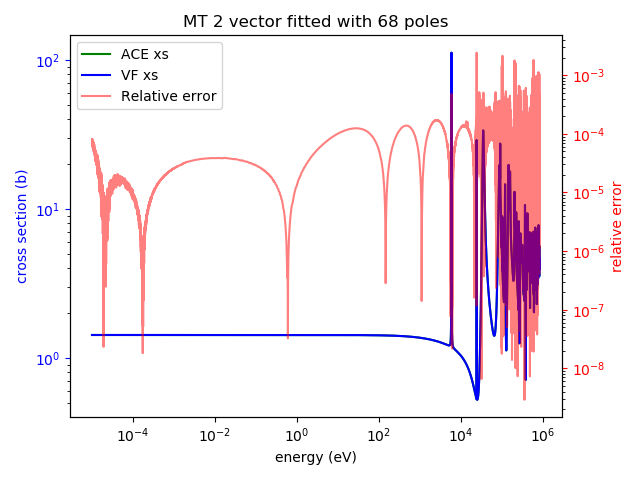 MT 2 vector fitted with 68 poles
ACE xs
VF xs
Relative error
10²
10¹
10⁰
cross section (b)
10⁻³
10⁻⁴
10⁻⁵
10⁻⁶
10⁻⁷
10⁻⁸
relative error
10⁻⁴ 10⁻² 10⁰ 10² 10⁴ 10⁶
energy (eV)